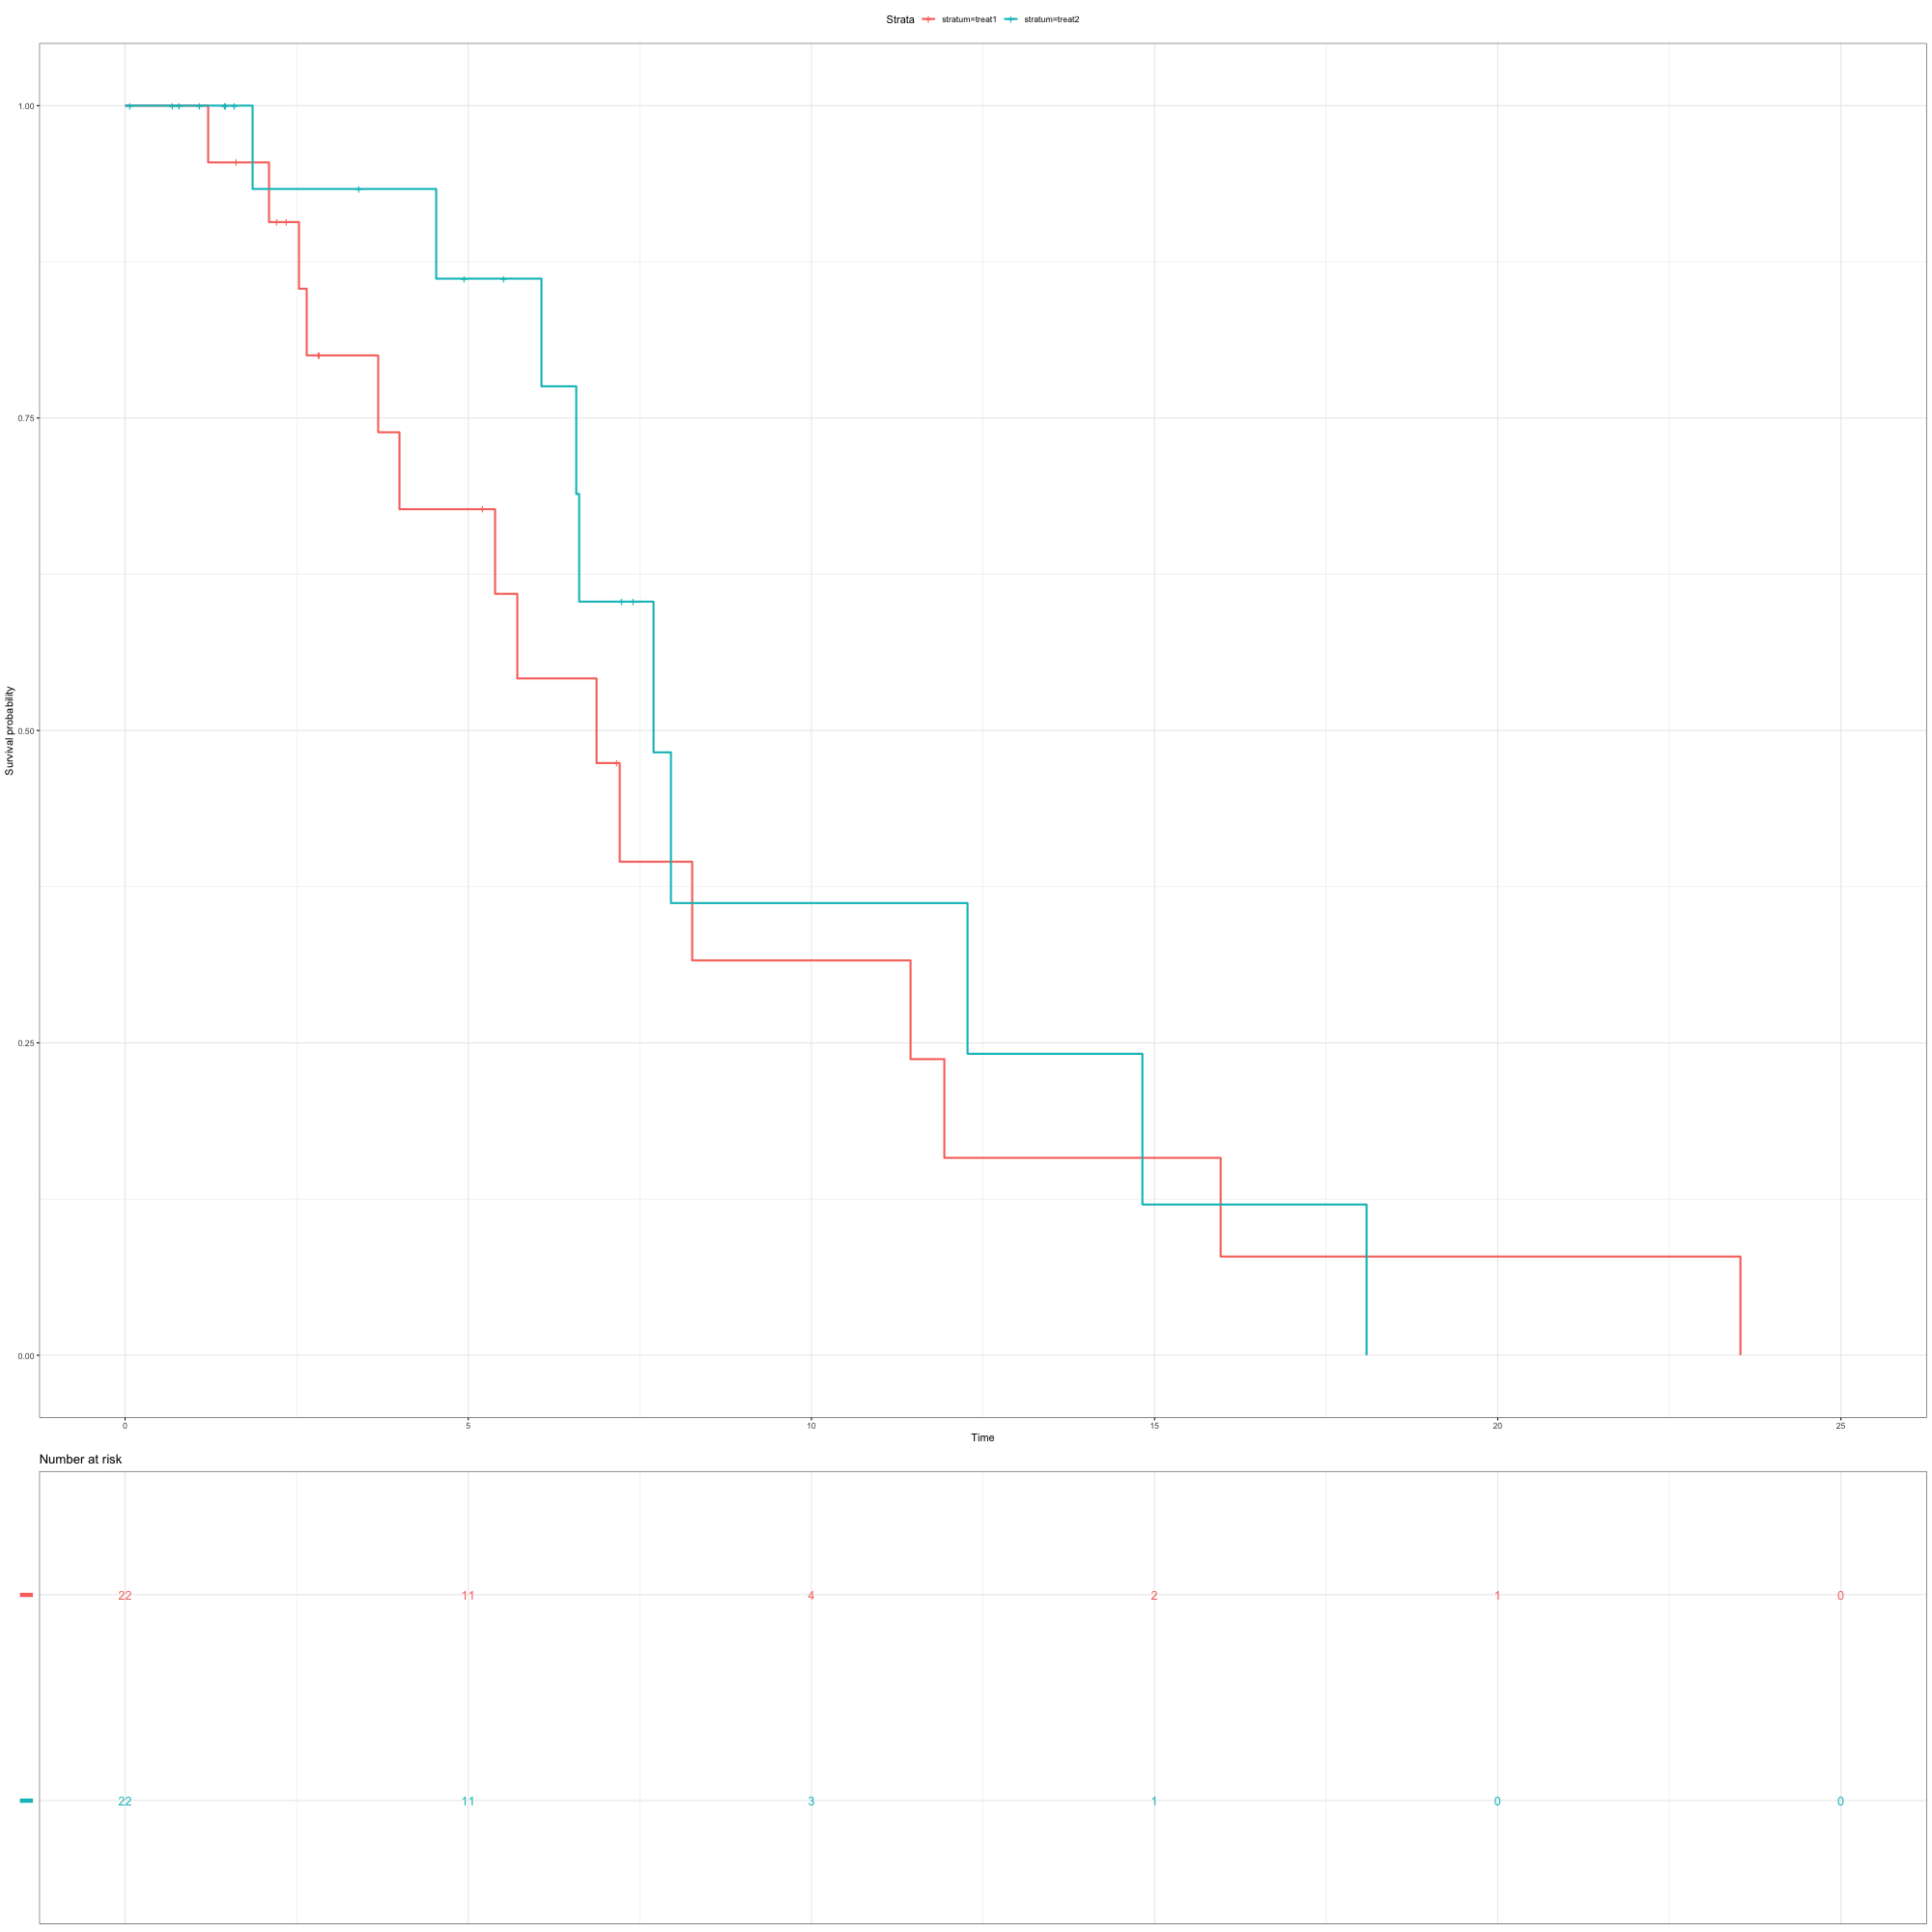 Strata stratum=treat1 stratum=treat2
1.00
0.75
0.50
0.25
0.00
Survival probability
0 5 10 15 20 25
Time
Number at risk
22 11 4 2 1 0
22 11 3 1 0 0